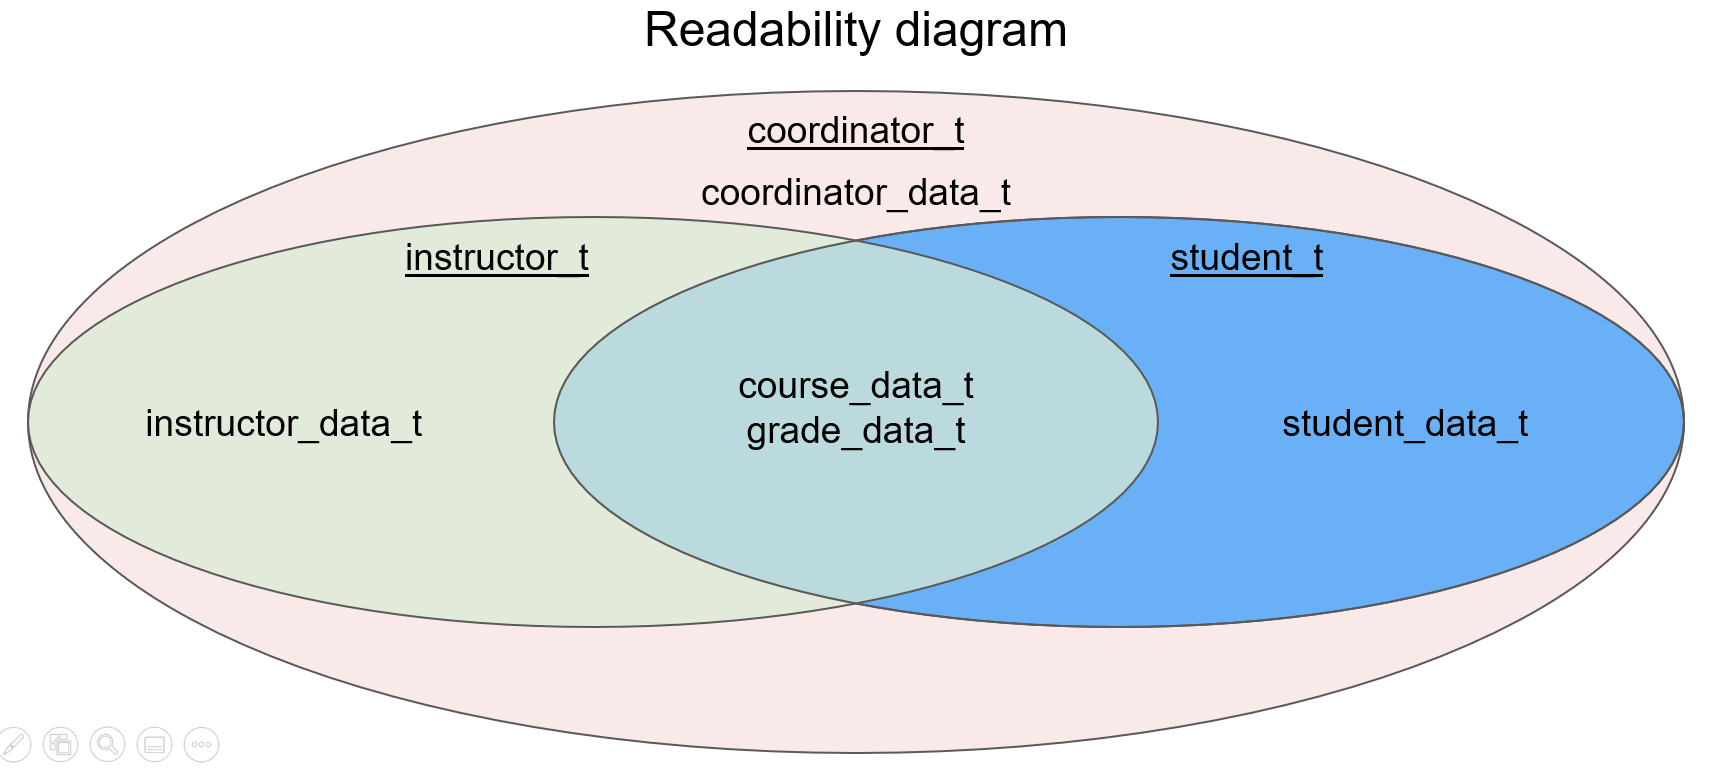 Readability diagram
coordinator_t
coordinator_data_t
instructor_t
student_t
instructor_data_t
course_data_t
grade_data_t
student_data_t